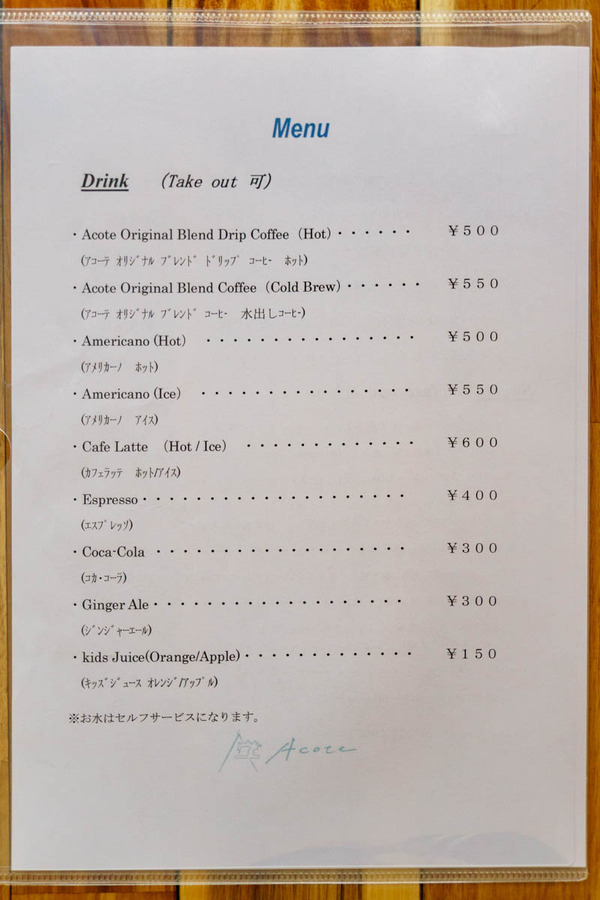 Menu
Drink (Take out 可)
・Acote Original Blend Drip Coffee (Hot)・・・・・・ ￥５００
(ｱｺｰﾃ ｵﾘｼﾞﾅﾙ ﾌﾞﾚﾝﾄﾞ ﾄﾞﾘｯﾌﾟ ｺｰﾋｰ ﾎｯﾄ)
・Acote Original Blend Coffee (Cold Brew)・・・・・・ ￥５５０
(ｱｺｰﾃ ｵﾘｼﾞﾅﾙ ﾌﾞﾚﾝﾄﾞ ｺｰﾋｰ 水出しｺｰﾋｰ)
・Americano (Hot) ・・・・・・・・・・・・・・ ￥５００
(ｱﾒﾘｶｰﾉ ﾎｯﾄ)
・Americano (Ice) ・・・・・・・・・・・・・・ ￥５５０
(ｱﾒﾘｶｰﾉ ｱｲｽ)
・Cafe Latte (Hot / Ice) ・・・・・・・・・・・ ￥６００
(ｶﾌｪﾗｯﾃ ﾎｯﾄ/ｱｲｽ)
・Espresso・・・・・・・・・・・・・・・・・・ ￥４００
(ｴｽﾌﾟﾚｯｿ)
・Coca-Cola ・・・・・・・・・・・・・・・・・ ￥３００
(ｺｶ・ｺｰﾗ)
・Ginger Ale・・・・・・・・・・・・・・・・・ ￥３００
(ｼﾞﾝｼﾞｬｰｴｰﾙ)
・kids Juice(Orange/Apple)・・・・・・・・・・・ ￥１５０
(ｷｯｽﾞｼﾞｭｰｽ ｵﾚﾝｼﾞ/ｱｯﾌﾟﾙ)
※お水はセルフサービスになります。
Acote